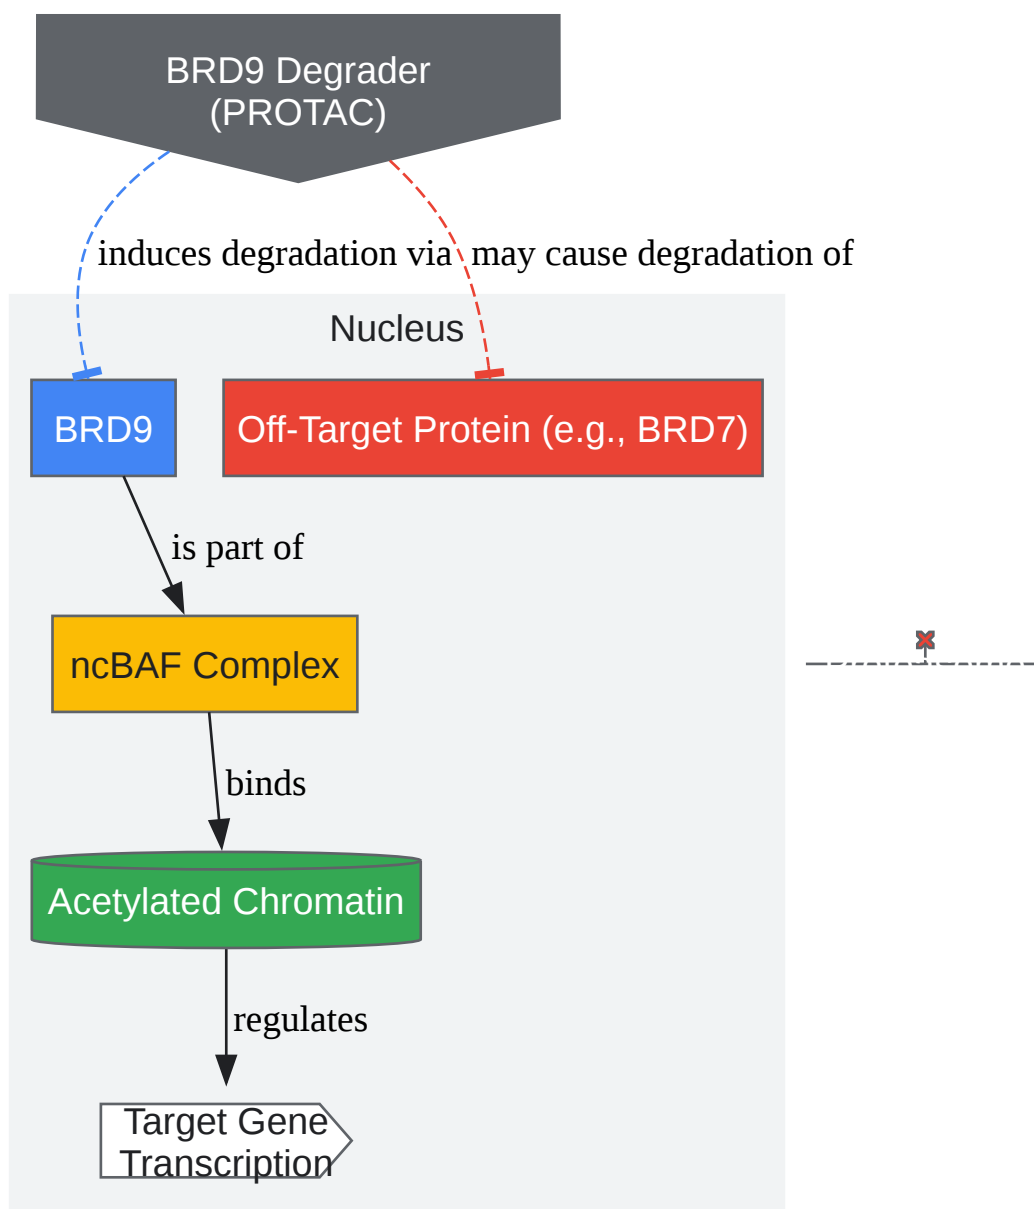 BRD9 Degrader
(PROTAC)
induces degradation via
may cause degradation of
Nucleus
BRD9
Off-Target Protein (e.g., BRD7)
is part of
ncBAF Complex
binds
Acetylated Chromatin
regulates
Target Gene
Transcription